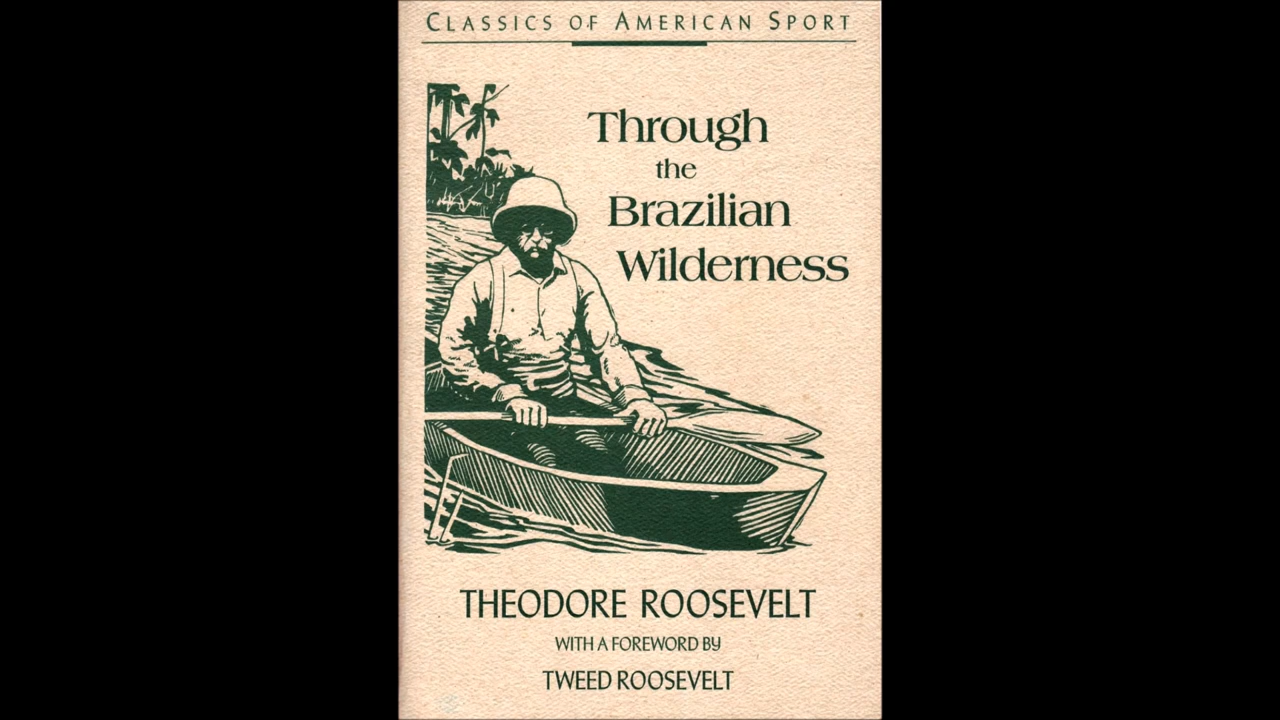 CLASSICS OF AMERICAN SPORT
Through
the
Brazilian
Wilderness
THEODORE ROOSEVELT
WITH A FOREWORD BY
TWEED ROOSEVELT